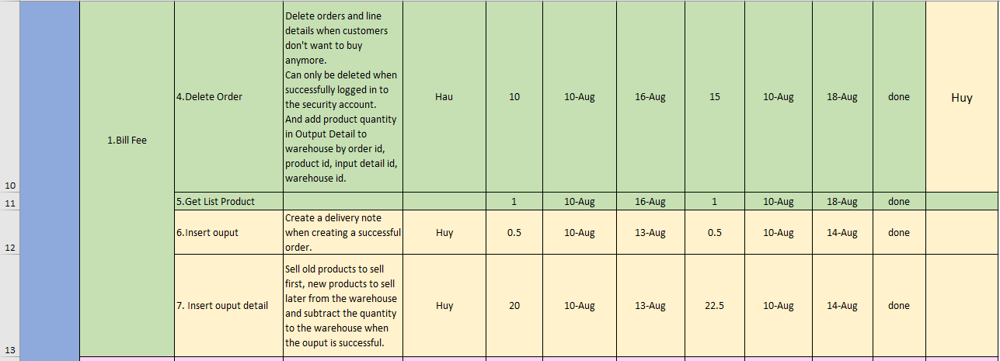 Delete orders and line
details when customers
don't want to buy
anymore.
Can only be deleted when
successfully logged in to
the security account.
And add product quantity
in Output Detail to
warehouse by order id,
product id, input detail id,
warehouse id.
4.Delete Order
Hau
10
10-Aug
16-Aug
15
10-Aug
18-Aug
done
Huy
1.Bill Fee
10
5.Get List Product
1
10-Aug
16-Aug
1
10-Aug
18-Aug
done
11
6.Insert ouput
Create a delivery note
when creating a successful
order.
Huy
0.5
10-Aug
13-Aug
0.5
10-Aug
14-Aug
done
12
7. Insert ouput detail
Sell old products to sell
first, new products to sell
later from the warehouse
and subtract the quantity
to the warehouse when
the ouput is successful.
Huy
20
10-Aug
13-Aug
22.5
10-Aug
14-Aug
done
13